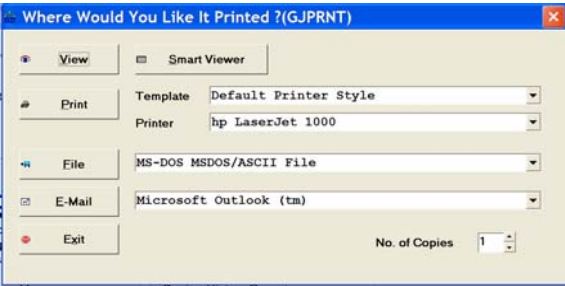 Where Would You Like It Printed ?(GJPRNT)
View Smart Viewer
Template Default Printer Style
Print
Printer hp LaserJet 1000
File MS-DOS MSDOS/ASCII File
E-Mail Microsoft Outlook (tm)
Exit No. of Copies 1